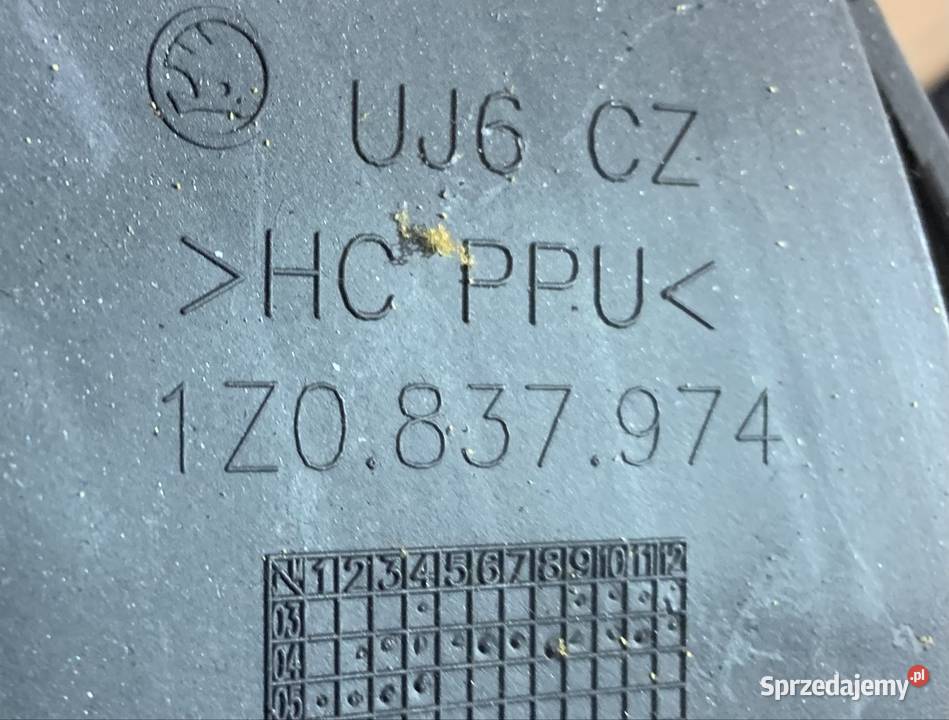 UJ6 CZ
>HC PPU<
1Z0.837.974
1 2 3 4 5 6 7 8 9 10 11 12
03
04
05
Sprzedajemy.pl